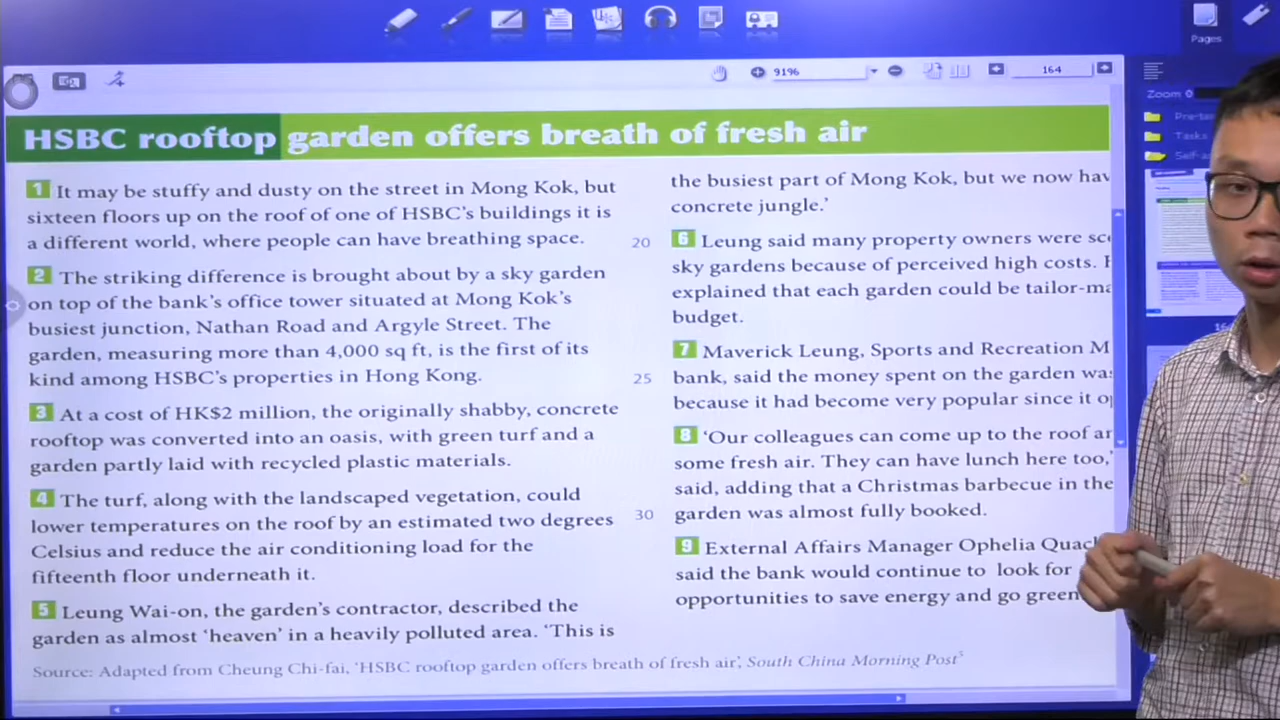 Pages
91%
164
Zoom
Tasks
HSBC rooftop garden offers breath of fresh air
1 It may be stuffy and dusty on the street in Mong Kok, but
sixteen floors up on the roof of one of HSBC's buildings it is
a different world, where people can have breathing space.
2 The striking difference is brought about by a sky garden
on top of the bank's office tower situated at Mong Kok's
busiest junction, Nathan Road and Argyle Street. The
garden, measuring more than 4,000 sq ft, is the first of its
kind among HSBC's properties in Hong Kong.
3 At a cost of HK$2 million, the originally shabby, concrete
rooftop was converted into an oasis, with green turf and a
garden partly laid with recycled plastic materials.
4 The turf, along with the landscaped vegetation, could
lower temperatures on the roof by an estimated two degrees
Celsius and reduce the air conditioning load for the
fifteenth floor underneath it.
5 Leung Wai-on, the garden's contractor, described the
garden as almost 'heaven' in a heavily polluted area. 'This is
the busiest part of Mong Kok, but we now
concrete jungle.'
20 6 Leung said many property owners were
sky gardens because of perceived high costs.
explained that each garden could be
budget.
7 Maverick Leung, Sports and Recreation
25 bank, said the money spent on the garden
because it had become very popular since it
8 'Our colleagues can come up to the roof
some fresh air. They can have lunch here too,'
said, adding that a Christmas barbecue in the
30 garden was almost fully booked.
9 External Affairs Manager Ophelia
said the bank would continue to look for
opportunities to save energy and go green
Source: Adapted from Cheung Chi-fai, 'HSBC rooftop garden offers breath of fresh air', South China Morning Post